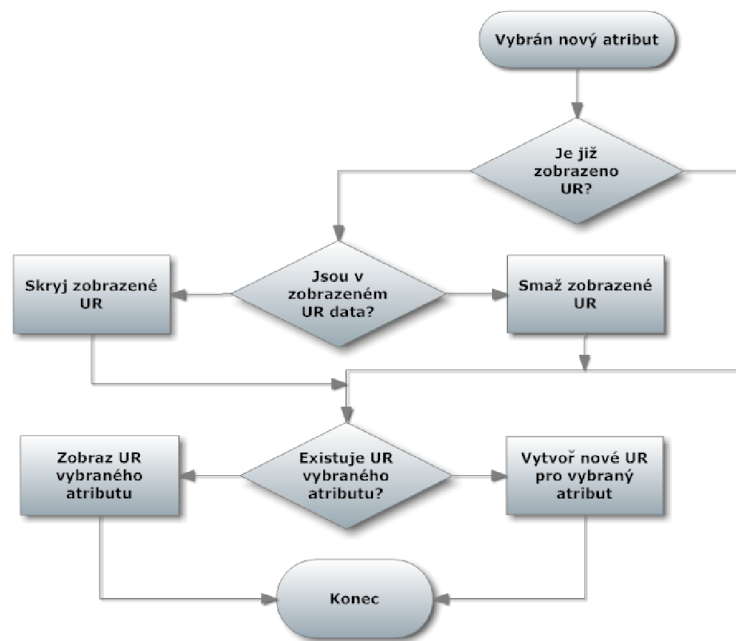 Vybrán nový atribut
Je již
zobrazeno
UR?
Skryj zobrazené
UR
Jsou v
zobrazeném
UR data?
Smaž zobrazené
UR
Zobraz UR
vybraného
atributu
Existuje UR
vybraného
atributu?
Vytvoř nové UR
pro vybraný
atribut
Konec